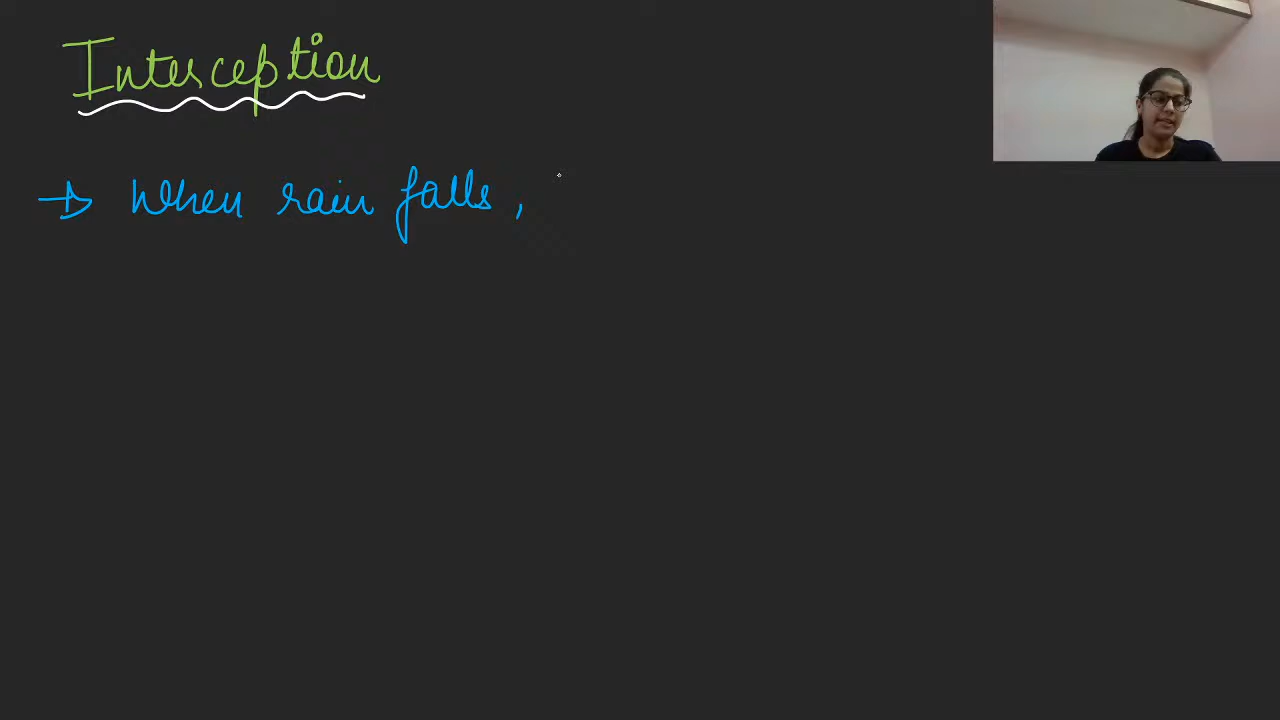 Interception
→ When rain falls,